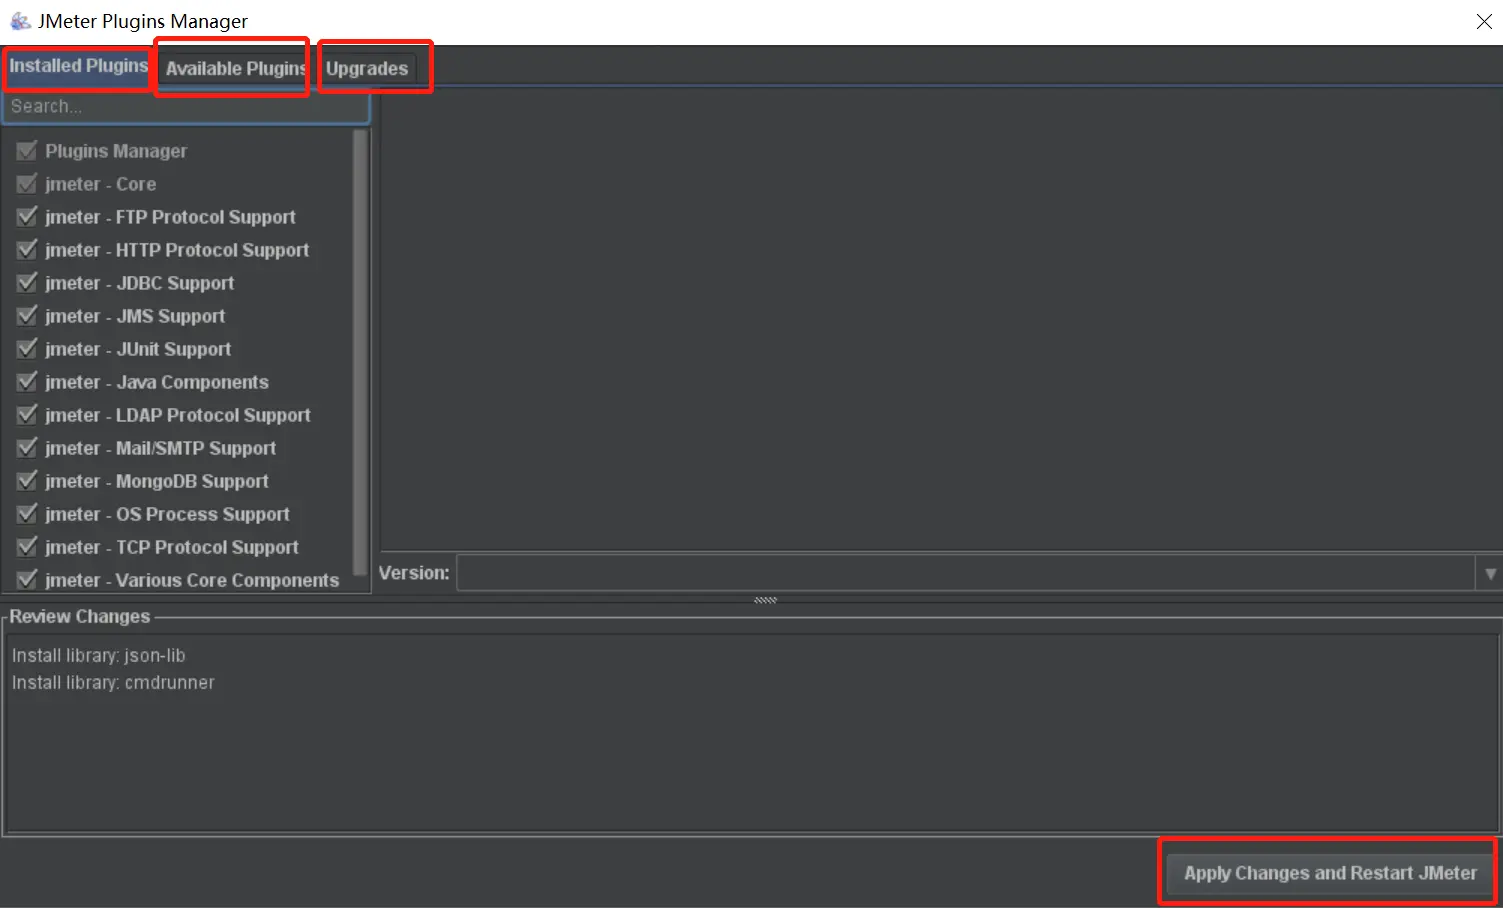 JMeter Plugins Manager
Installed Plugins
Available Plugins
Upgrades
Search...
Plugins Manager
jmeter - Core
jmeter - FTP Protocol Support
jmeter - HTTP Protocol Support
jmeter - JDBC Support
jmeter - JMS Support
jmeter - JUnit Support
jmeter - Java Components
jmeter - LDAP Protocol Support
jmeter - Mail/SMTP Support
jmeter - MongoDB Support
jmeter - OS Process Support
jmeter - TCP Protocol Support
jmeter - Various Core Components
Version:
Review Changes
Install library: json-lib
Install library: cmdrunner
Apply Changes and Restart JMeter